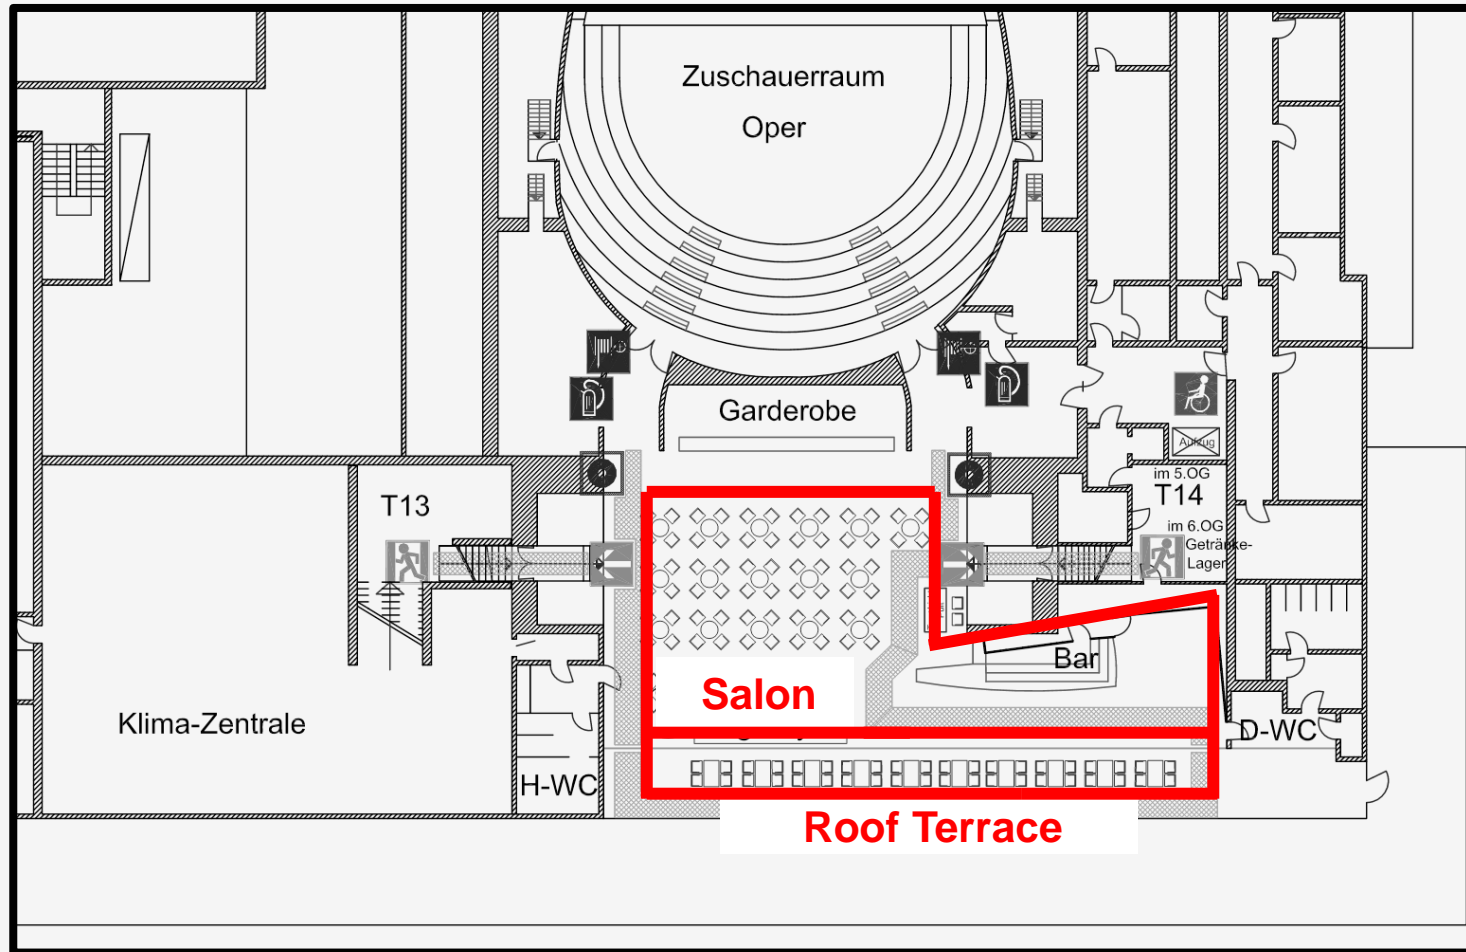 Zuschauerraum
Oper
Garderobe
Aufzug
im 5.OG
T14
im 6.OG
Getränke-
Lager
T13
Bar
Salon
Klima-Zentrale
D-WC
H-WC
Roof Terrace